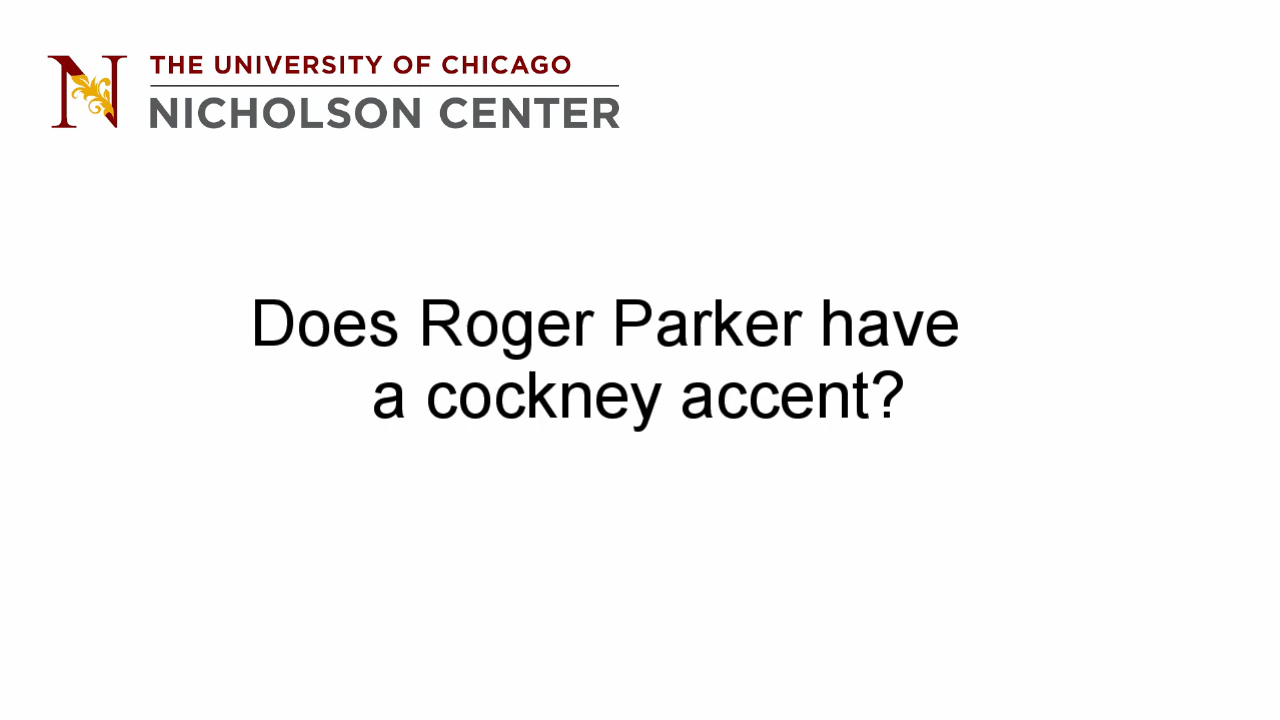 THE UNIVERSITY OF CHICAGO
NICHOLSON CENTER
Does Roger Parker have
a cockney accent?